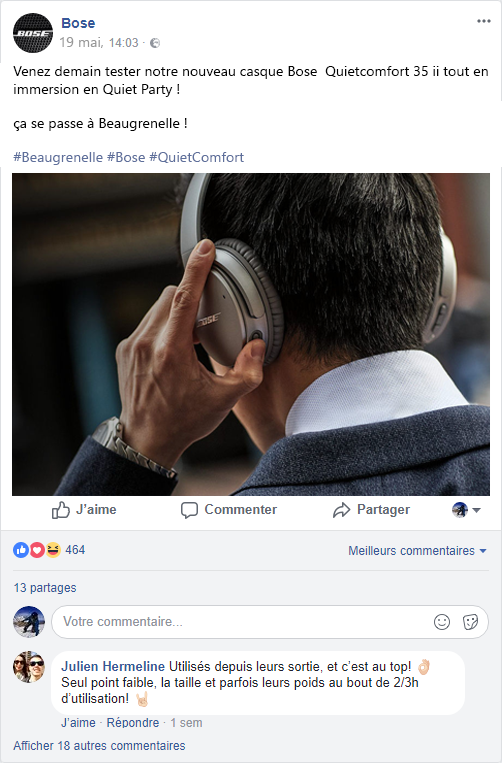 BOSE
Bose
19 mai, 14:03 ·
Venez demain tester notre nouveau casque Bose  Quietcomfort 35 ii tout en
immersion en Quiet Party !
ça se passe à Beaugrenelle !
#Beaugrenelle #Bose #QuietComfort
BOSE
J’aime
Commenter
Partager
464
Meilleurs commentaires
13 partages
Votre commentaire...
Julien Hermeline Utilisés depuis leurs sortie, et c’est au top! 👌🏻
Seul point faible, la taille et parfois leurs poids au bout de 2/3h
d’utilisation! 🤘🏻
J’aime · Répondre · 1 sem
Afficher 18 autres commentaires